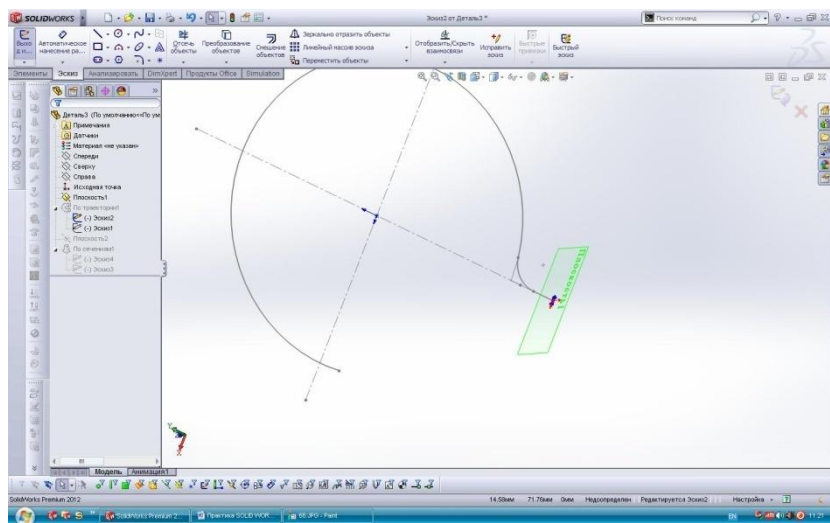 SOLIDWORKS
Эскиз2 от Деталь3 *
Поиск команд
Автоматическое нанесение ра...
Отсечь объекты
Преобразование объектов
Смещение объектов
Зеркально отразить объекты
Линейный массив эскиза
Переместить объекты
Отобразить/Скрыть взаимосвязи
Исправить эскиз
Быстрые привязки
Быстрый эскиз
Элементы
Эскиз
Анализировать
DimXpert
Продукты Office
Simulation
Деталь3 (По умолчанию<<По ум
Примечания
Датчики
Материал <не указан>
Спереди
Сверху
Справа
Исходная точка
Плоскость1
По траектории1
(-) Эскиз2
(-) Эскиз1
Плоскость2
По сечениям1
(-) Эскиз4
(-) Эскиз3
Плоскость1
Модель
Анимация1
SolidWorks Premium 2012
14.59мм 71.76мм 0мм Недоопределен Редактируется Эскиз2
Настройка
SolidWorks Premium 2...
Практика SOLID WOR...
66.JPG - Paint
EN
11:21